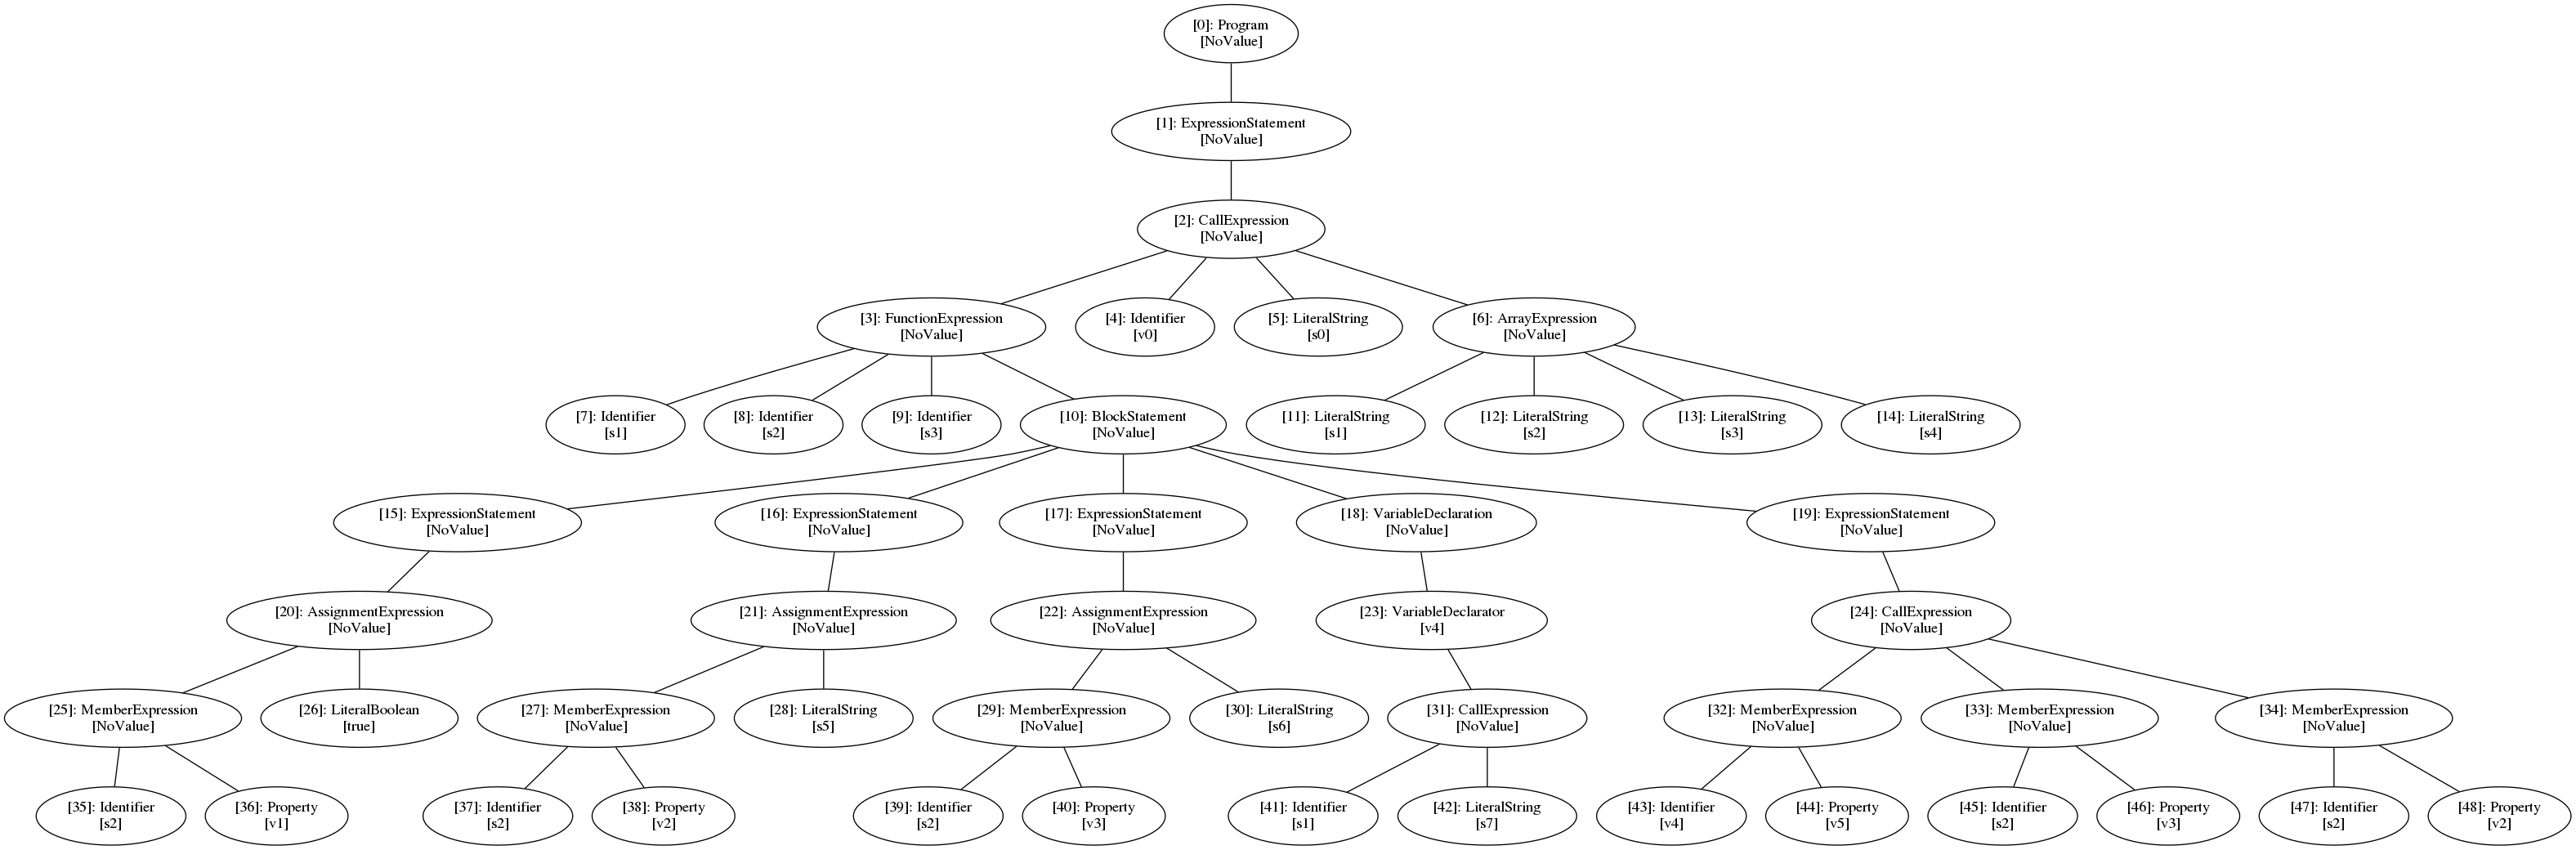 [0]: Program
[NoValue]
[1]: ExpressionStatement
[NoValue]
[2]: CallExpression
[NoValue]
[3]: FunctionExpression
[NoValue]
[4]: Identifier
[v0]
[5]: LiteralString
[s0]
[6]: ArrayExpression
[NoValue]
[7]: Identifier
[s1]
[8]: Identifier
[s2]
[9]: Identifier
[s3]
[10]: BlockStatement
[NoValue]
[11]: LiteralString
[s1]
[12]: LiteralString
[s2]
[13]: LiteralString
[s3]
[14]: LiteralString
[s4]
[15]: ExpressionStatement
[NoValue]
[16]: ExpressionStatement
[NoValue]
[17]: ExpressionStatement
[NoValue]
[18]: VariableDeclaration
[NoValue]
[19]: ExpressionStatement
[NoValue]
[20]: AssignmentExpression
[NoValue]
[21]: AssignmentExpression
[NoValue]
[22]: AssignmentExpression
[NoValue]
[23]: VariableDeclarator
[v4]
[24]: CallExpression
[NoValue]
[25]: MemberExpression
[NoValue]
[26]: LiteralBoolean
[true]
[27]: MemberExpression
[NoValue]
[28]: LiteralString
[s5]
[29]: MemberExpression
[NoValue]
[30]: LiteralString
[s6]
[31]: CallExpression
[NoValue]
[32]: MemberExpression
[NoValue]
[33]: MemberExpression
[NoValue]
[34]: MemberExpression
[NoValue]
[35]: Identifier
[s2]
[36]: Property
[v1]
[37]: Identifier
[s2]
[38]: Property
[v2]
[39]: Identifier
[s2]
[40]: Property
[v3]
[41]: Identifier
[s1]
[42]: LiteralString
[s7]
[43]: Identifier
[v4]
[44]: Property
[v5]
[45]: Identifier
[s2]
[46]: Property
[v3]
[47]: Identifier
[s2]
[48]: Property
[v2]